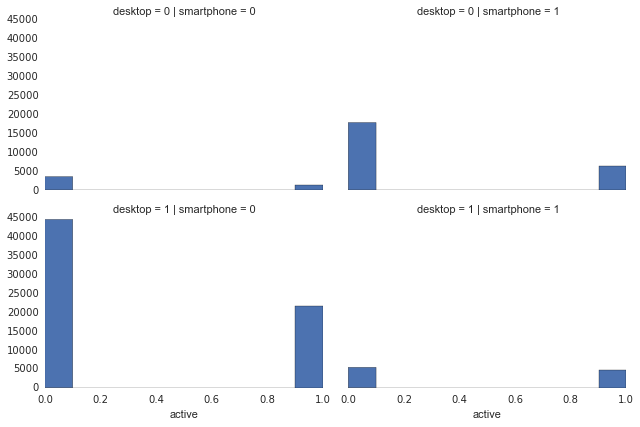 desktop = 0 | smartphone = 0
desktop = 0 | smartphone = 1
45000
40000
35000
30000
25000
20000
15000
10000
5000
0
desktop = 1 | smartphone = 0
desktop = 1 | smartphone = 1
45000
40000
35000
30000
25000
20000
15000
10000
5000
0
0.0 0.2 0.4 0.6 0.8 1.0
0.0 0.2 0.4 0.6 0.8 1.0
active
active